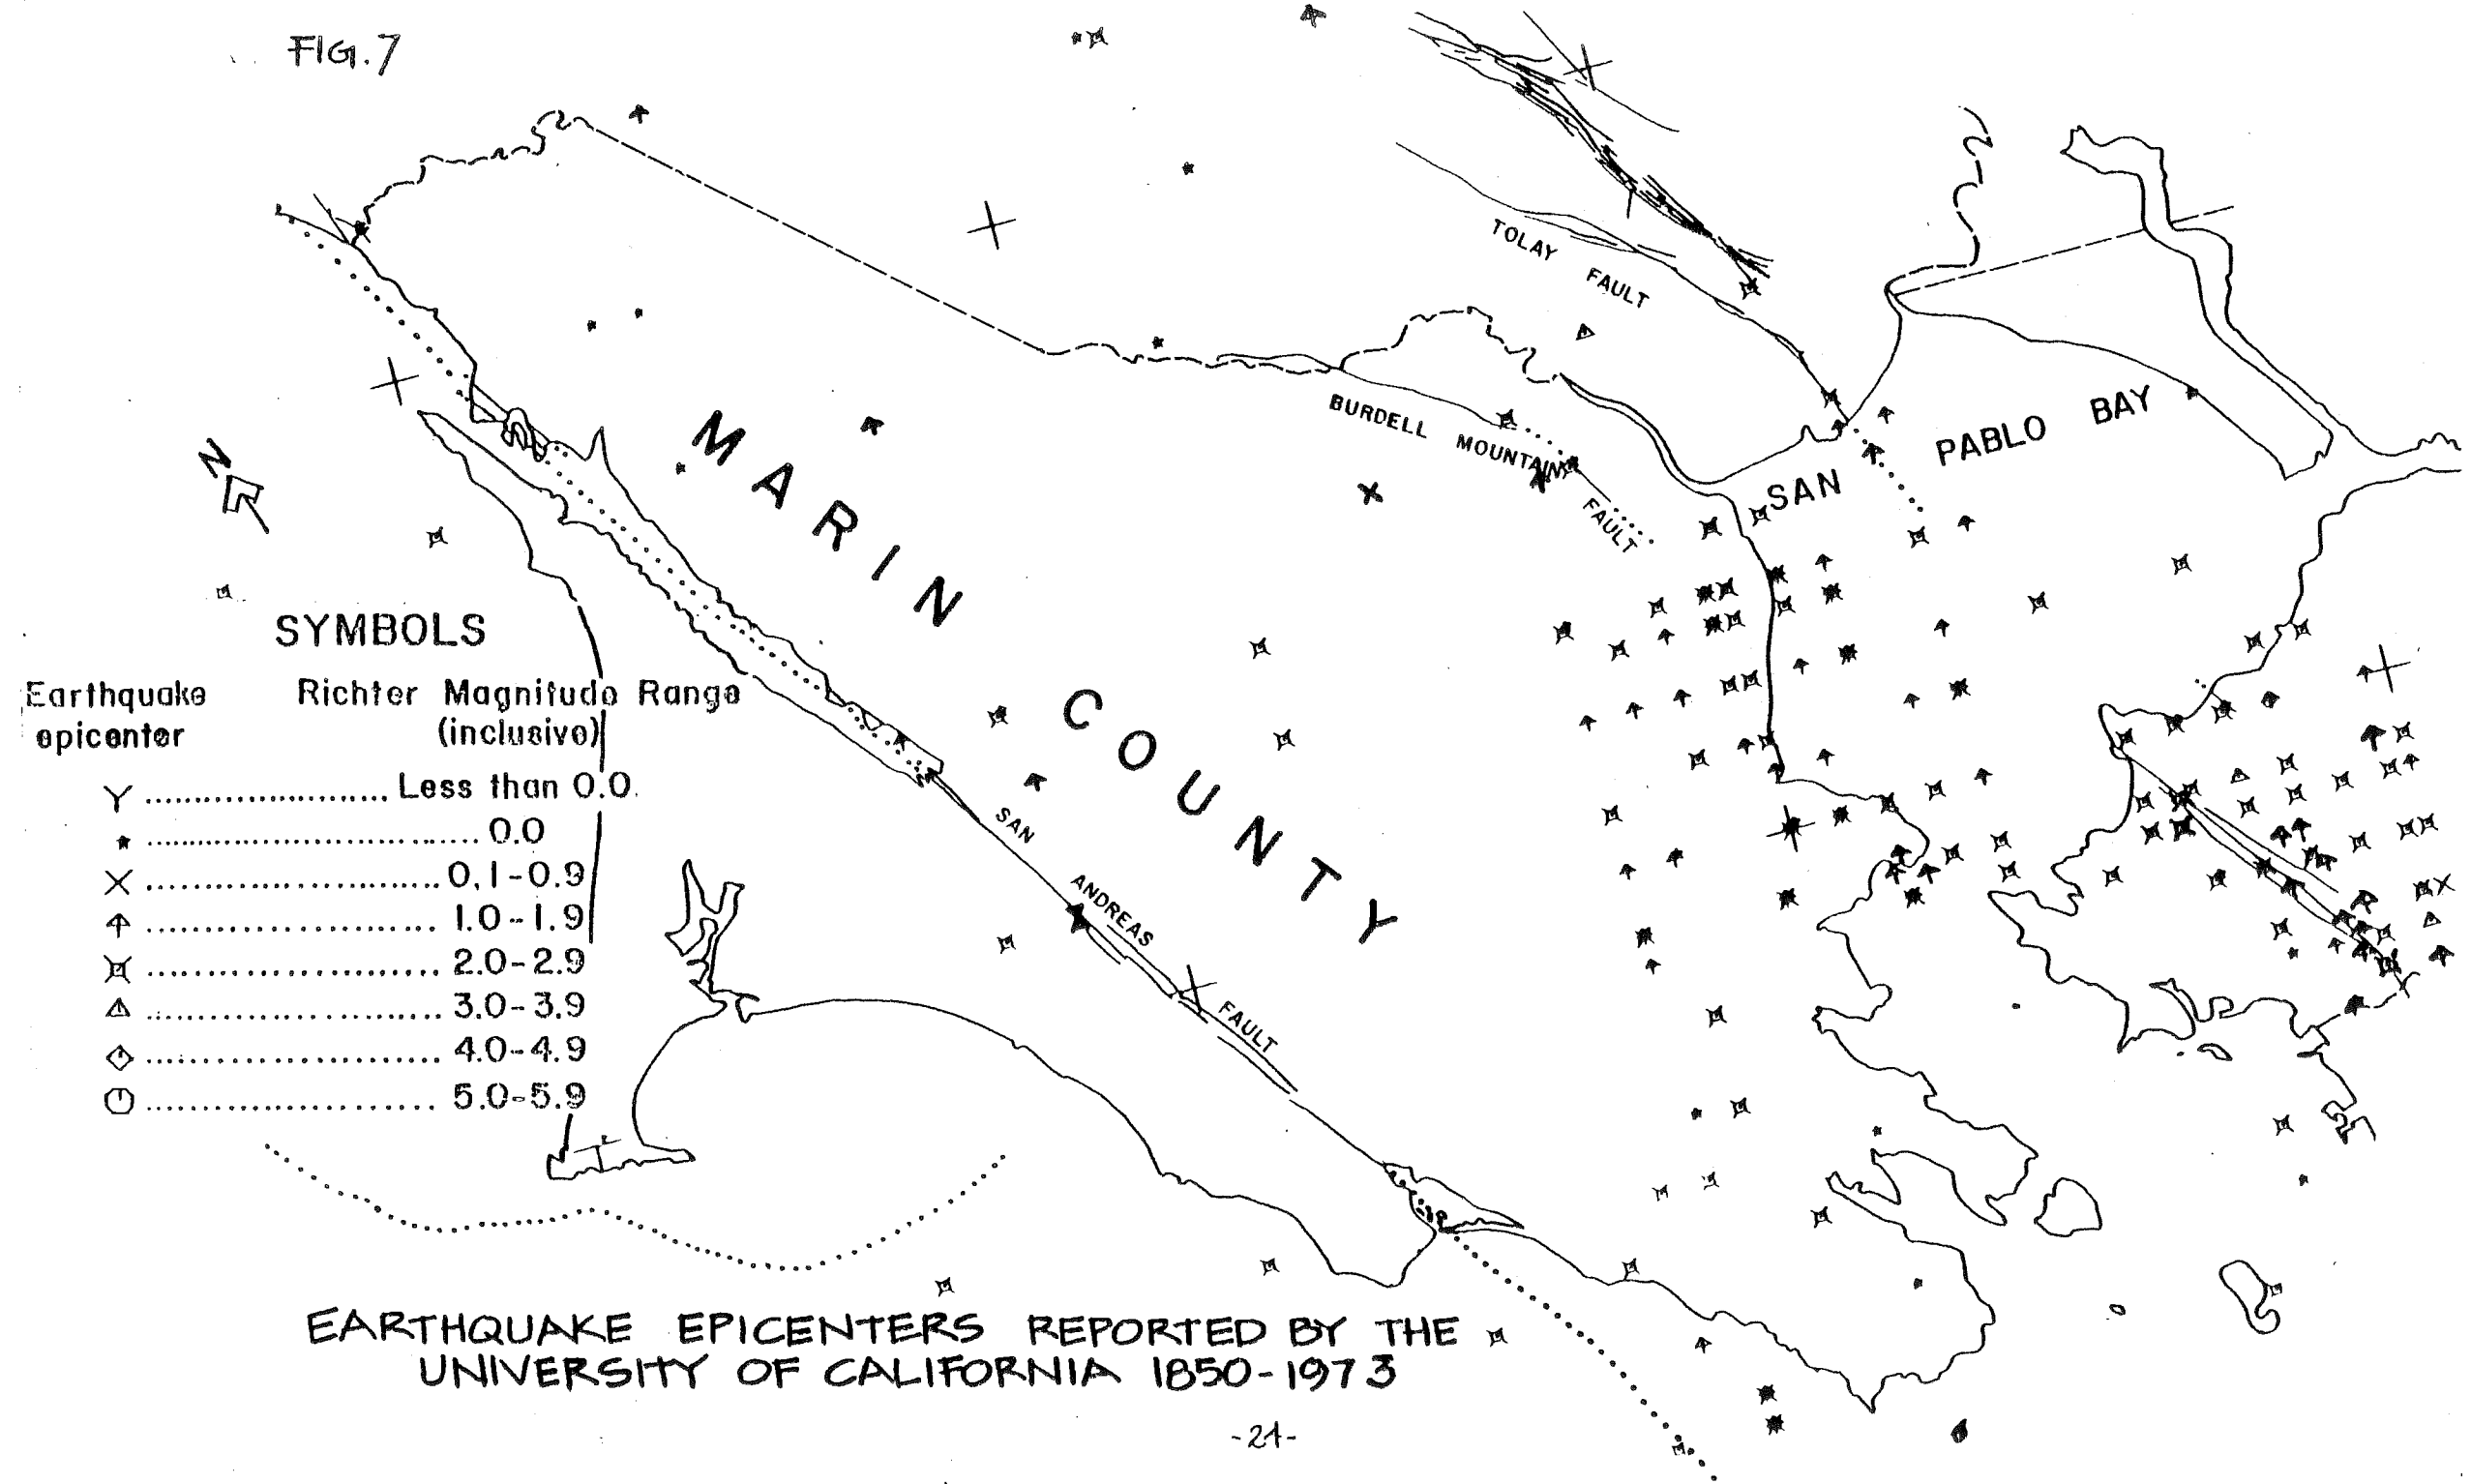 FIG. 7
TOLAY FAULT
BURDELL MOUNTAIN FAULT
SAN PABLO BAY
N
MARIN COUNTY
SAN ANDREAS FAULT
SYMBOLS
Earthquake epicenter
Richter Magnitude Range (inclusive)
Y ........................ Less than 0.0
........................ 0.0
X ........................ 0.1-0.9
........................ 1.0-1.9
........................ 2.0-2.9
........................ 3.0-3.9
........................ 4.0-4.9
........................ 5.0-5.9
EARTHQUAKE EPICENTERS REPORTED BY THE
UNIVERSITY OF CALIFORNIA 1850-1973
-21-